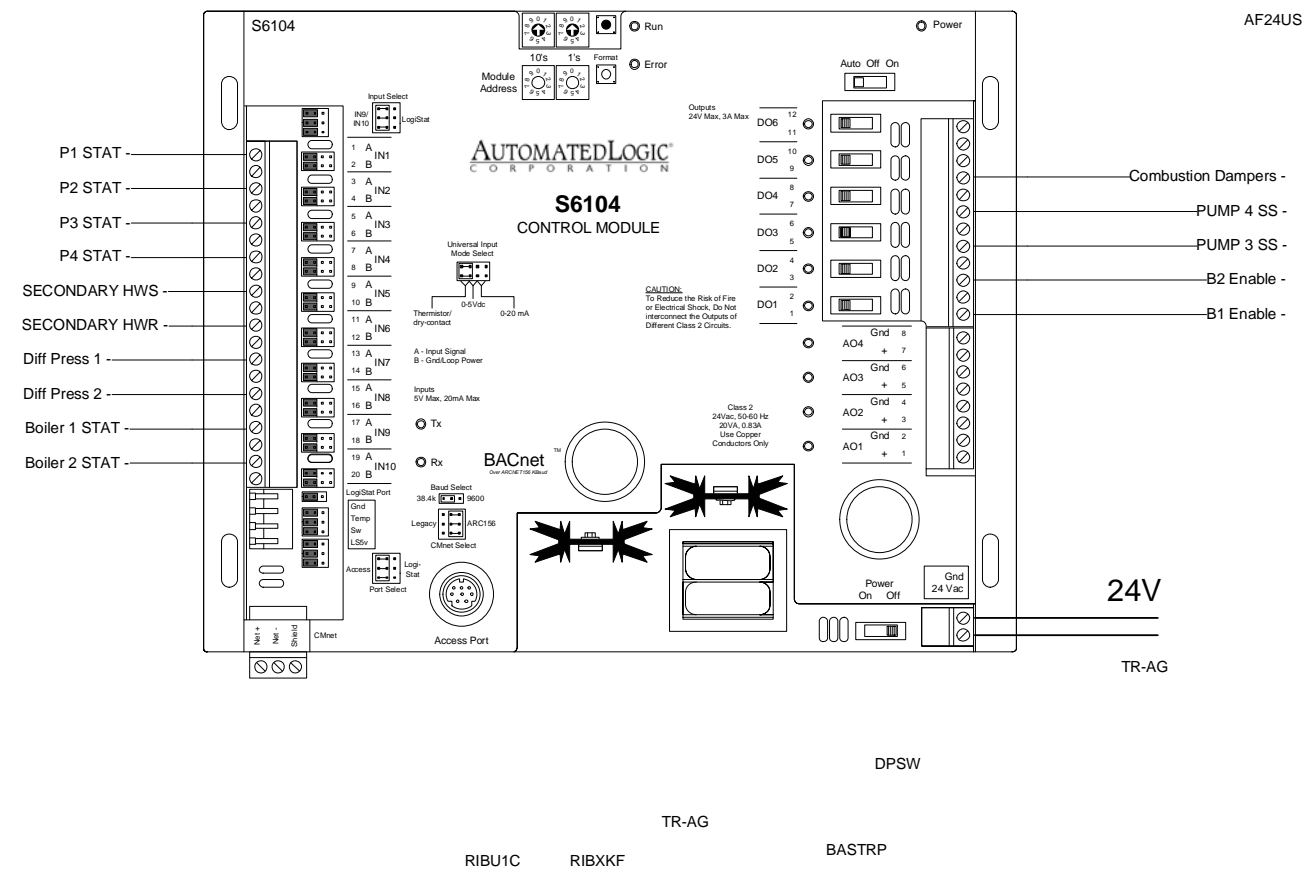 S6104
AF24US
Run
Power
10's 1's Format
Error
Module
Address
Auto Off On
Input Select
IN9/
IN10
LogiStat
Outputs
24V Max, 3A Max
P1 STAT -
P2 STAT -
P3 STAT -
P4 STAT -
SECONDARY HWS -
SECONDARY HWR -
Diff Press 1 -
Diff Press 2 -
Boiler 1 STAT -
Boiler 2 STAT -
1 A
IN1
2 B
3 A
IN2
4 B
5 A
IN3
6 B
7 A
IN4
8 B
9 A
IN5
10 B
11 A
IN6
12 B
13 A
IN7
14 B
15 A
IN8
16 B
17 A
IN9
18 B
19 A
IN10
20 B
AUTOMATEDLOGIC®
CORPORATION
S6104
CONTROL MODULE
Universal Input
Mode Select
0-5Vdc
Thermistor/
dry-contact
0-20 mA
A - Input Signal
B - Gnd/Loop Power
Inputs
5V Max, 20mA Max
Tx
Rx
BACnet™
Over ARCNET156 KBaud
Baud Select
38.4k 9600
Legacy ARC156
CMnet Select
LogiStat Port
Gnd
Temp
Sw
LS5v
Access Logi-
Stat
Port Select
Access Port
Net +
Net -
Shield
CMnet
CAUTION:
To Reduce the Risk of Fire
or Electrical Shock, Do Not
interconnect the Outputs of
Different Class 2 Circuits.
Class 2
24Vac, 50-60 Hz
20VA, 0.83A
Use Copper
Conductors Only
DO6 12
11
DO5 10
9
DO4 8
7
DO3 6
5
DO2 4
3
DO1 2
1
AO4 Gnd 8
+ 7
AO3 Gnd 6
+ 5
AO2 Gnd 4
+ 3
AO1 Gnd 2
+ 1
Combustion Dampers -
PUMP 4 SS -
PUMP 3 SS -
B2 Enable -
B1 Enable -
Power
On Off
Gnd
24 Vac
24V
TR-AG
DPSW
TR-AG
BASTRP
RIBU1C
RIBXKF